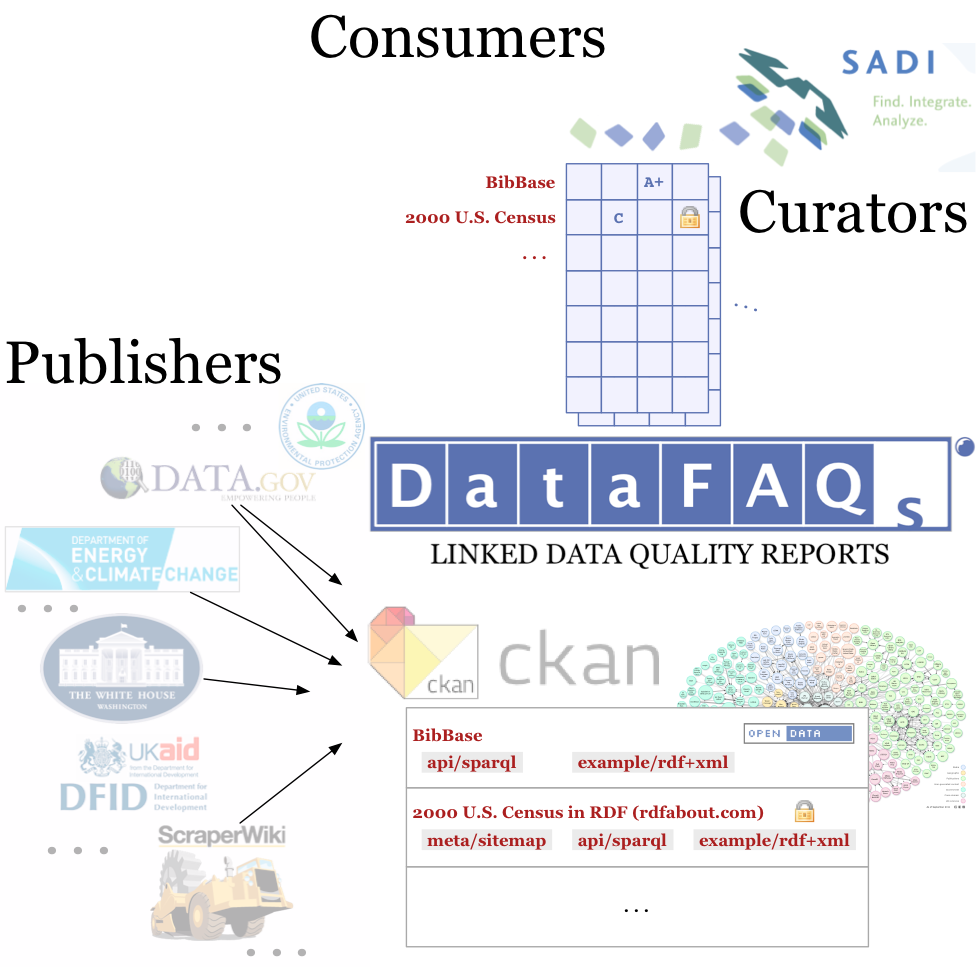 Consumers
SADI
Find. Integrate.
Analyze.
BibBase
A+
2000 U.S. Census
C
...
Curators
...
Publishers
...
UNITED STATES
ENVIRONMENTAL PROTECTION AGENCY
DATA.GOV
EMPOWERING PEOPLE
DataFAQs
LINKED DATA QUALITY REPORTS
DEPARTMENT OF
ENERGY
&CLIMATECHANGE
...
THE WHITE HOUSE
WASHINGTON
ckan
ckan
UKaid
from the Department for
International Development
DFID
Department for
International
Development
ScraperWiki
...
...
BibBase
OPEN DATA
api/sparql
example/rdf+xml
2000 U.S. Census in RDF (rdfabout.com)
meta/sitemap
api/sparql
example/rdf+xml
...